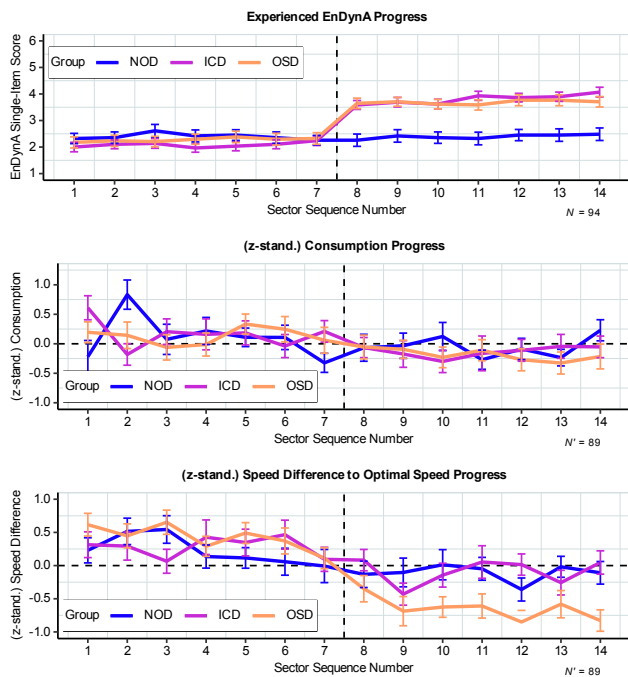 Experienced EnDynA Progress
EnDynA Single-Item Score
6
5
4
3
2
1
Group NOD ICD OSD
1 2 3 4 5 6 7 8 9 10 11 12 13 14
Sector Sequence Number
N = 94
(z-stand.) Consumption Progress
(z-stand.) Consumption
1.0
0.5
0.0
-0.5
-1.0
Group NOD ICD OSD
1 2 3 4 5 6 7 8 9 10 11 12 13 14
Sector Sequence Number
N' = 89
(z-stand.) Speed Difference to Optimal Speed Progress
(z-stand.) Speed Difference
1.0
0.5
0.0
-0.5
-1.0
Group NOD ICD OSD
1 2 3 4 5 6 7 8 9 10 11 12 13 14
Sector Sequence Number
N' = 89